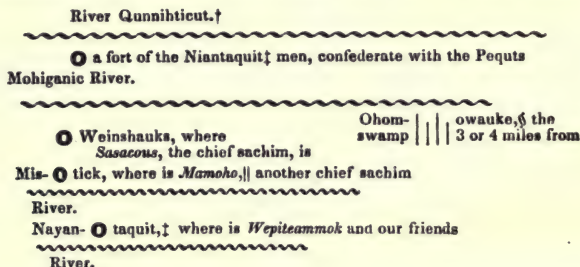 River Qunnihticut.†
O a fort of the Niantaquit‡ men, confederate with the Pequts
Mohiganic River.
Ohom- |||| owauke,§ the
O Weinshauks, where swamp |||| 3 or 4 miles from
Sasacous, the chief sachim, is
Mis- O tick, where is Mamoho,|| another chief sachim
River.
Nayan- O taquit,‡ where is Wepiteammok and our friends
River.